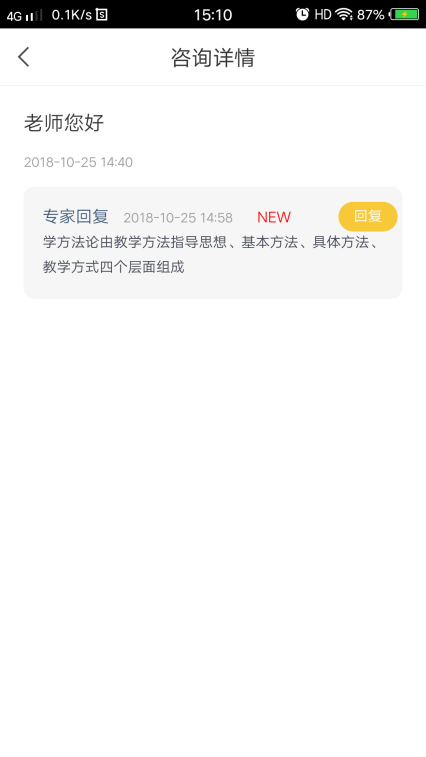 4G 0.1K/s 15:10 HD 87%
咨询详情
老师您好
2018-10-25 14:40
专家回复 2018-10-25 14:58 NEW 回复
学方法论由教学方法指导思想、基本方法、具体方法、
教学方式四个层面组成